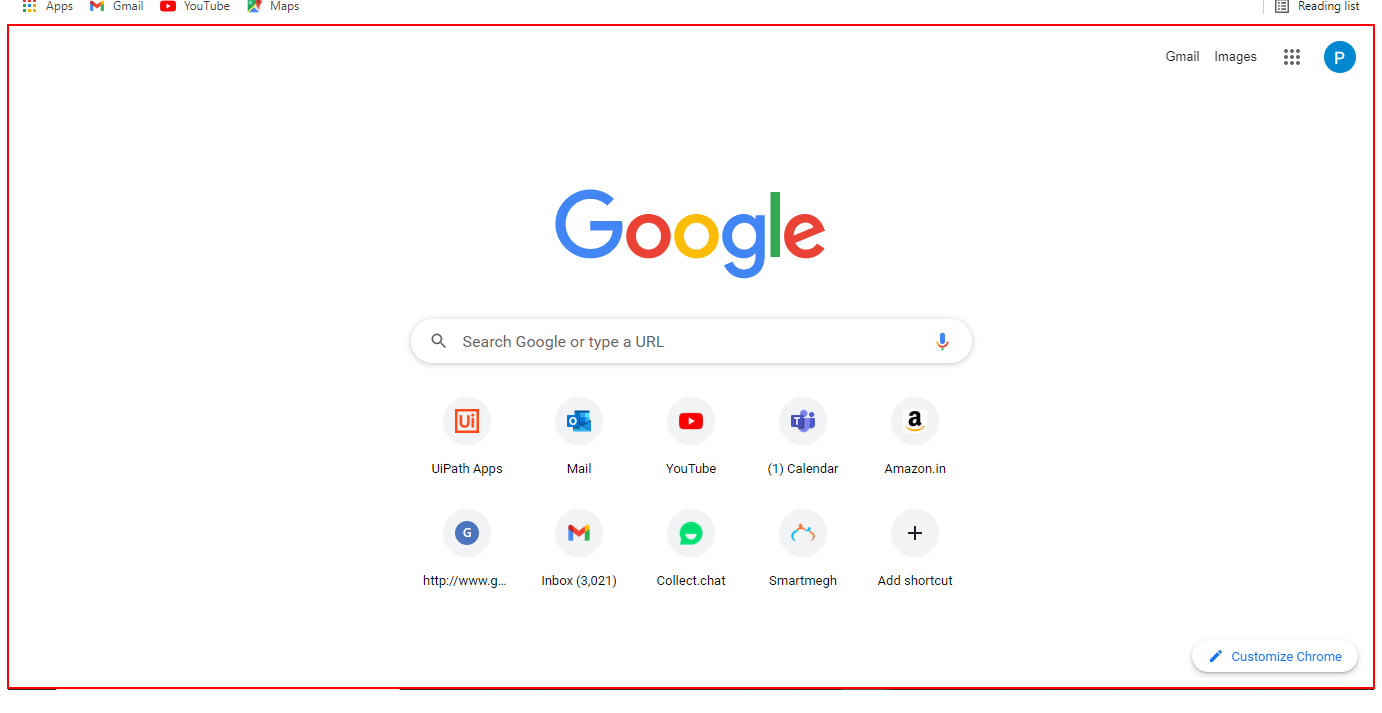 Apps Gmail YouTube Maps Reading list
Gmail Images P
Google
Search Google or type a URL
Ui a
UiPath Apps Mail YouTube (1) Calendar Amazon.in
G
http://www.g... Inbox (3,021) Collect.chat Smartmegh Add shortcut
Customize Chrome